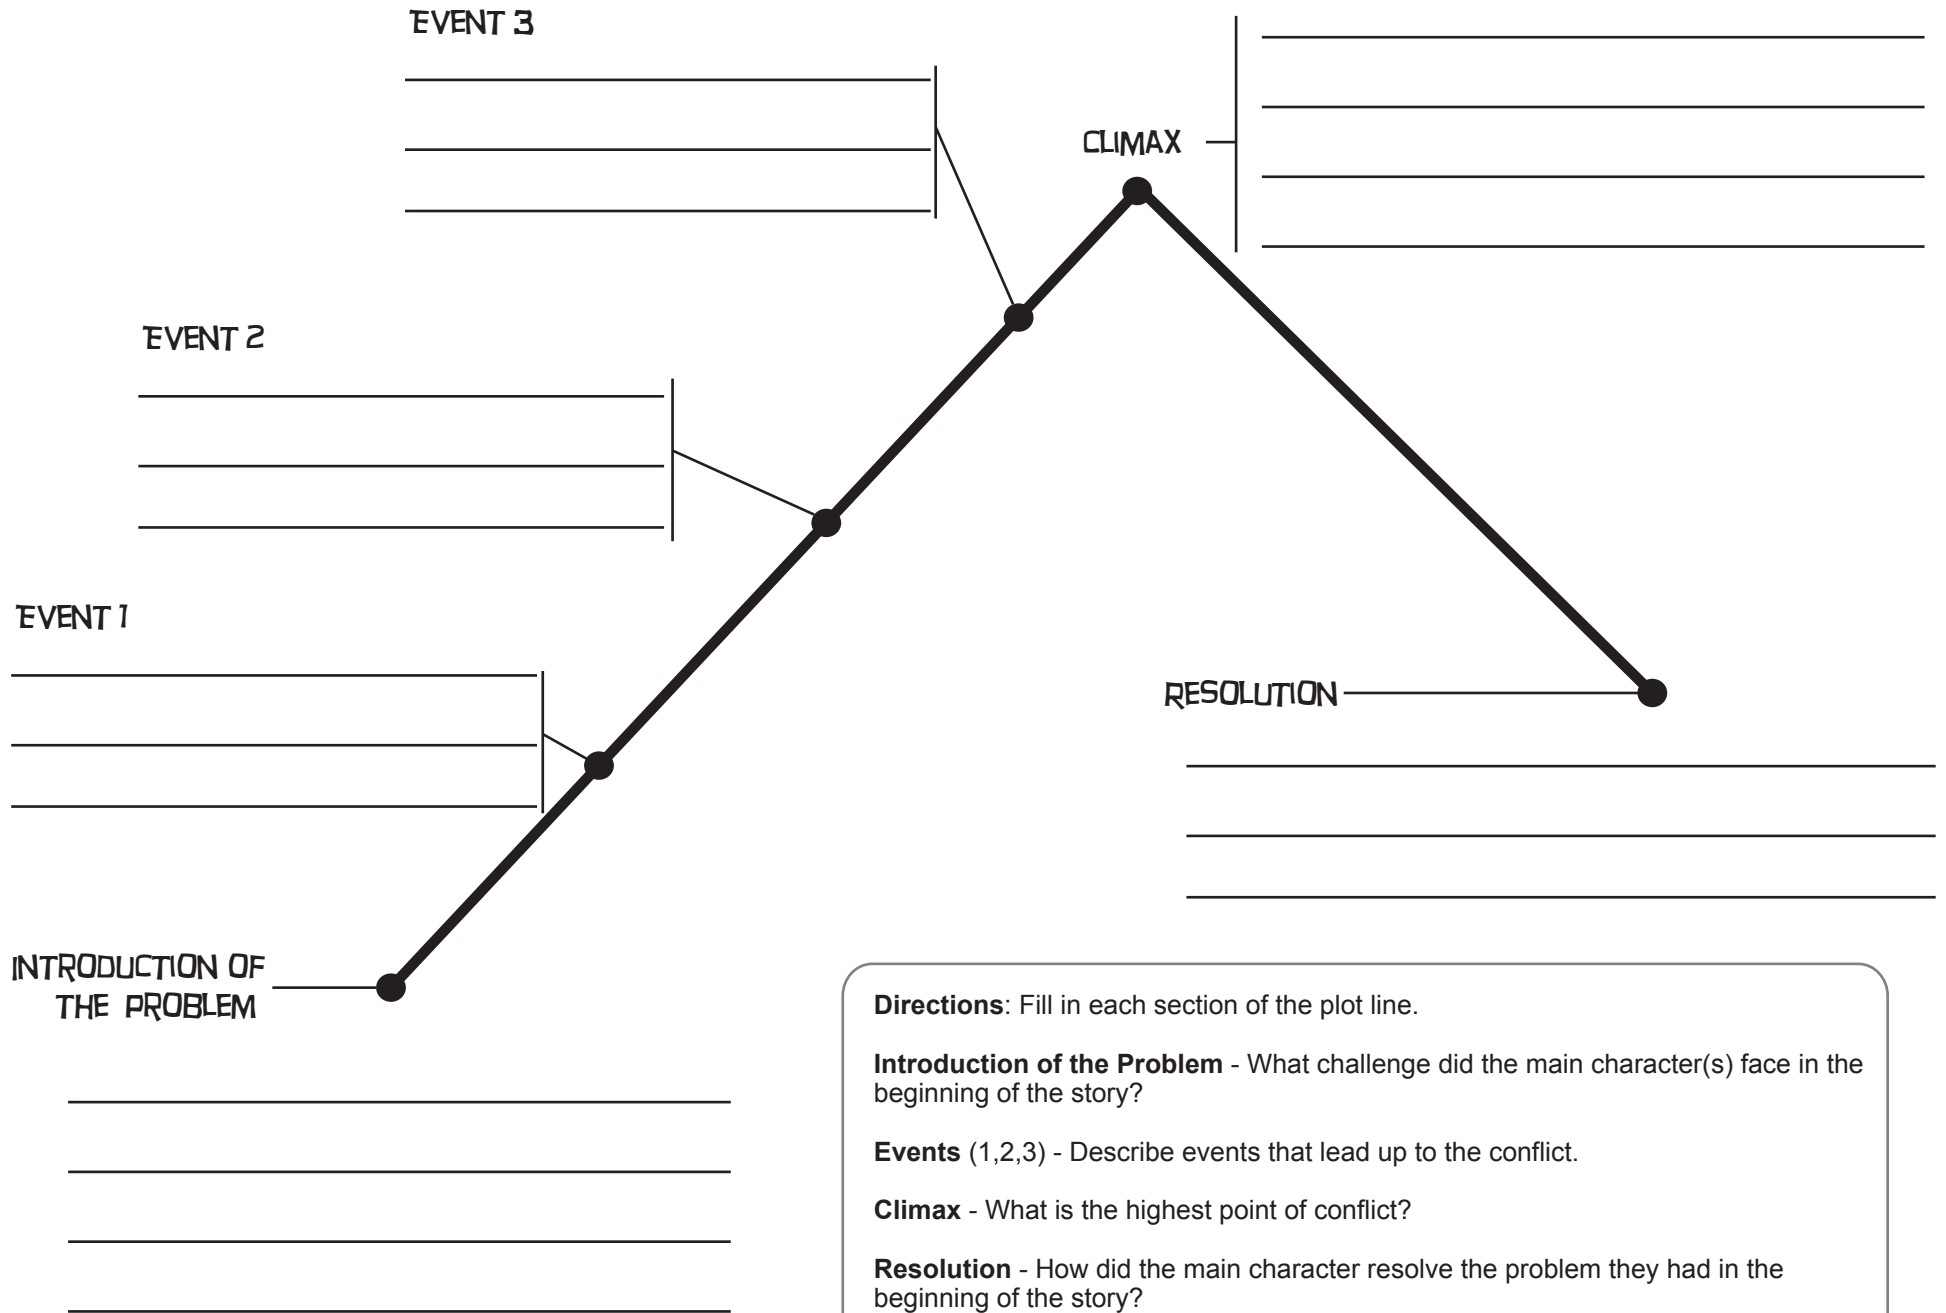 EVENT 3
CLIMAX
EVENT 2
EVENT 1
RESOLUTION
INTRODUCTION OF
THE PROBLEM
Directions: Fill in each section of the plot line.
Introduction of the Problem - What challenge did the main character(s) face in the
beginning of the story?
Events (1,2,3) - Describe events that lead up to the conflict.
Climax - What is the highest point of conflict?
Resolution - How did the main character resolve the problem they had in the
beginning of the story?